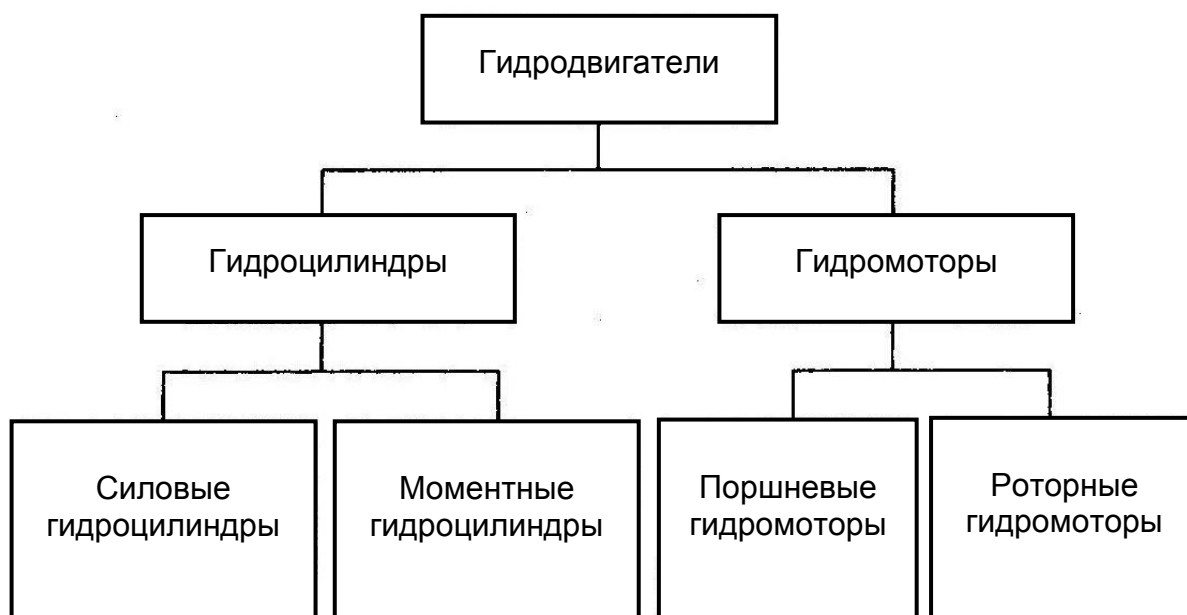 Гидродвигатели
Гидроцилиндры
Гидромоторы
Силовые
гидроцилиндры
Моментные
гидроцилиндры
Поршневые
гидромоторы
Роторные
гидромоторы